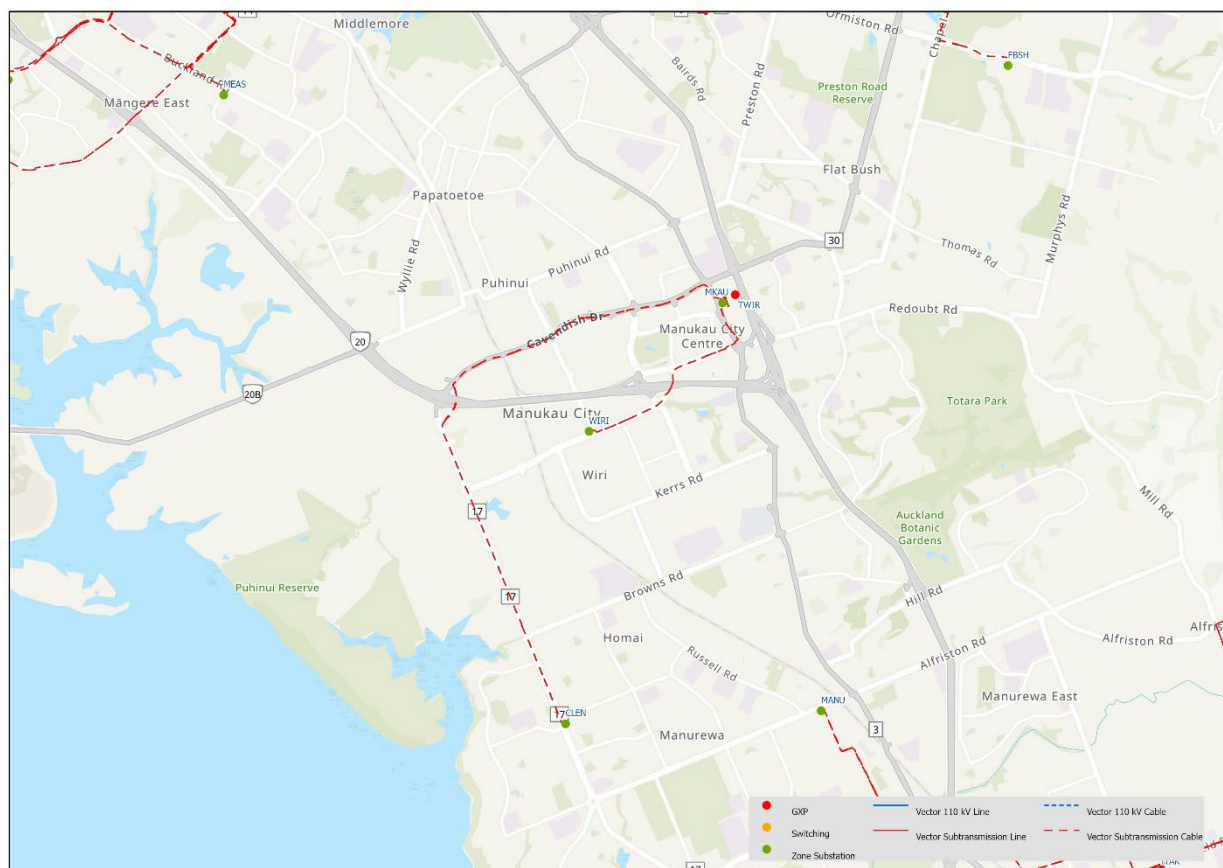 Middlemore
Ormiston Rd
Chapel
FBSH
Buckland
MEAS
Māngere East
Bairds Rd
Preston Rd
Preston Road
Reserve
Flat Bush
Papatoetoe
Wyllie Rd
Murphys Rd
30
Thomas Rd
Puhinui
Puhinui Rd
MKAU
TWIR
Redoubt Rd
Cavendish Dr
Manukau City
Centre
20
20B
Totara Park
Manukau City
WIRI
Wiri
Kerrs Rd
Mill Rd
17
Auckland
Botanic
Gardens
Puhinui Reserve
17
Browns Rd
Hill Rd
Homai
Alfriston Rd
Alfriston Rd
Alfris
Russell Rd
Manurewa East
17
CLEN
MANU
Manurewa
3
GXP
Vector 110 kV Line
Vector 110 kV Cable
Switching
Vector Subtransmission Line
Vector Subtransmission Cable
Zone Substation
17